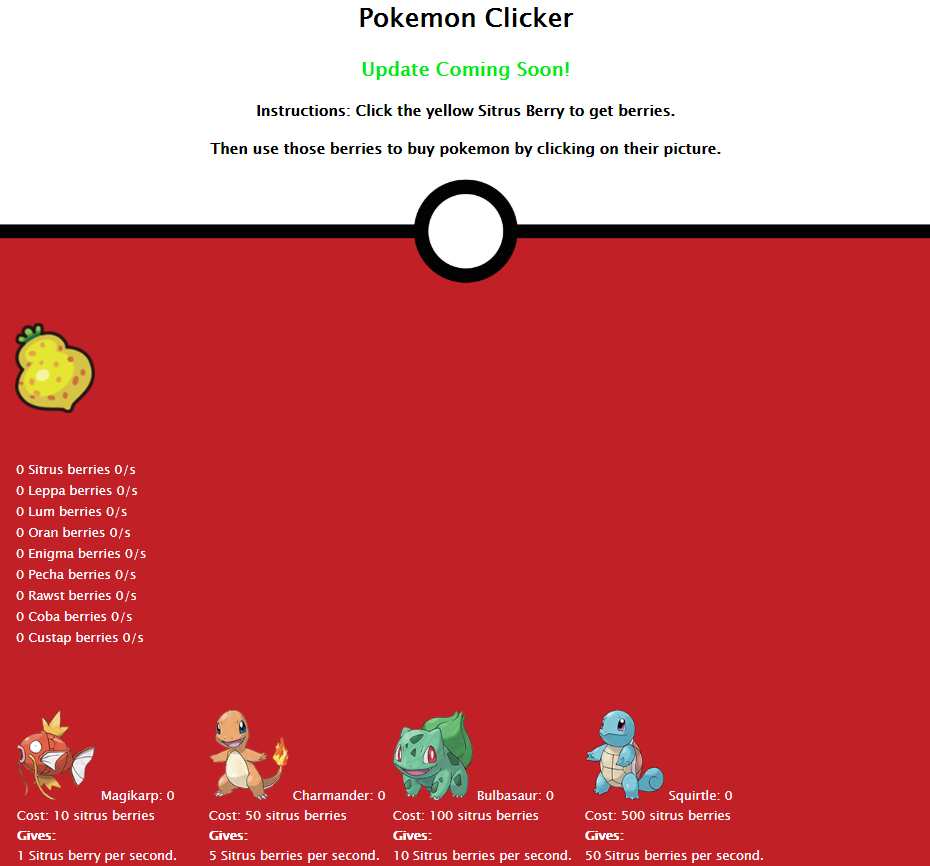 Pokemon Clicker
Update Coming Soon!
Instructions: Click the yellow Sitrus Berry to get berries.
Then use those berries to buy pokemon by clicking on their picture.
0 Sitrus berries 0/s
0 Leppa berries 0/s
0 Lum berries 0/s
0 Oran berries 0/s
0 Enigma berries 0/s
0 Pecha berries 0/s
0 Rawst berries 0/s
0 Coba berries 0/s
0 Custap berries 0/s
Magikarp: 0
Cost: 10 sitrus berries
Gives:
1 Sitrus berry per second.
Charmander: 0
Cost: 50 sitrus berries
Gives:
5 Sitrus berries per second.
Bulbasaur: 0
Cost: 100 sitrus berries
Gives:
10 Sitrus berries per second.
Squirtle: 0
Cost: 500 sitrus berries
Gives:
50 Sitrus berries per second.